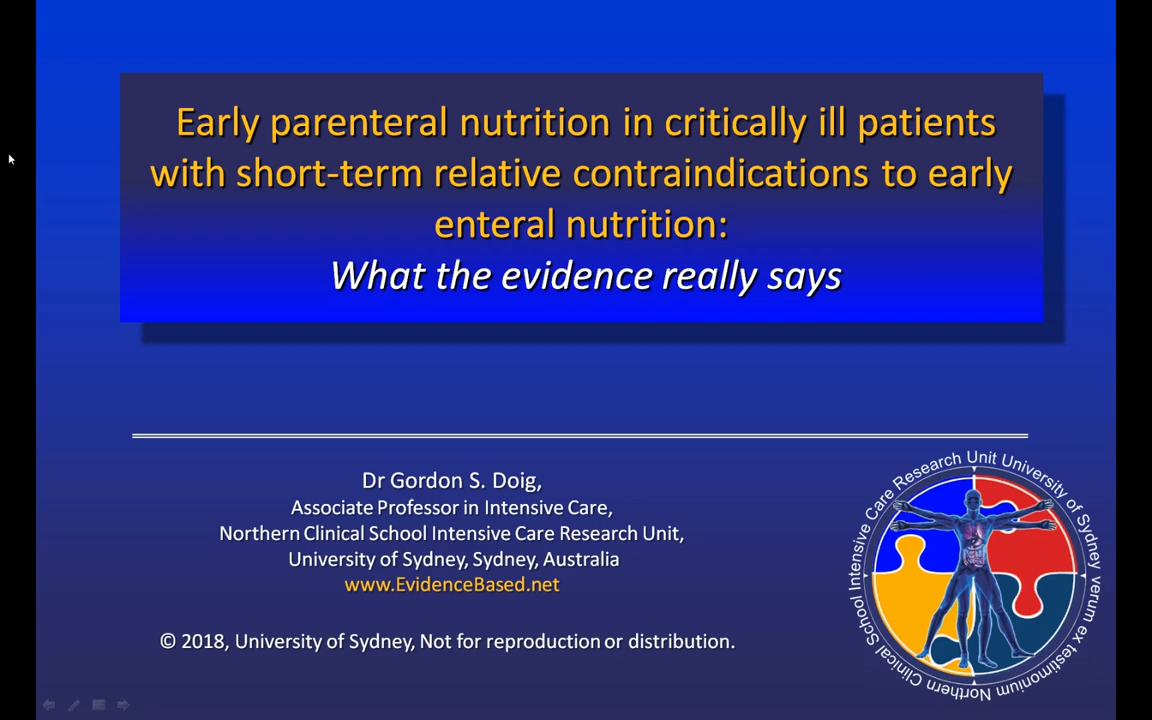 Early parenteral nutrition in critically ill patients
with short-term relative contraindications to early
enteral nutrition:
What the evidence really says
Dr Gordon S. Doig,
Associate Professor in Intensive Care,
Northern Clinical School Intensive Care Research Unit,
University of Sydney, Sydney, Australia
www.EvidenceBased.net
© 2018, University of Sydney, Not for reproduction or distribution.
Northern Clinical School Intensive Care Research Unit University of Sydney verum ex testimonium